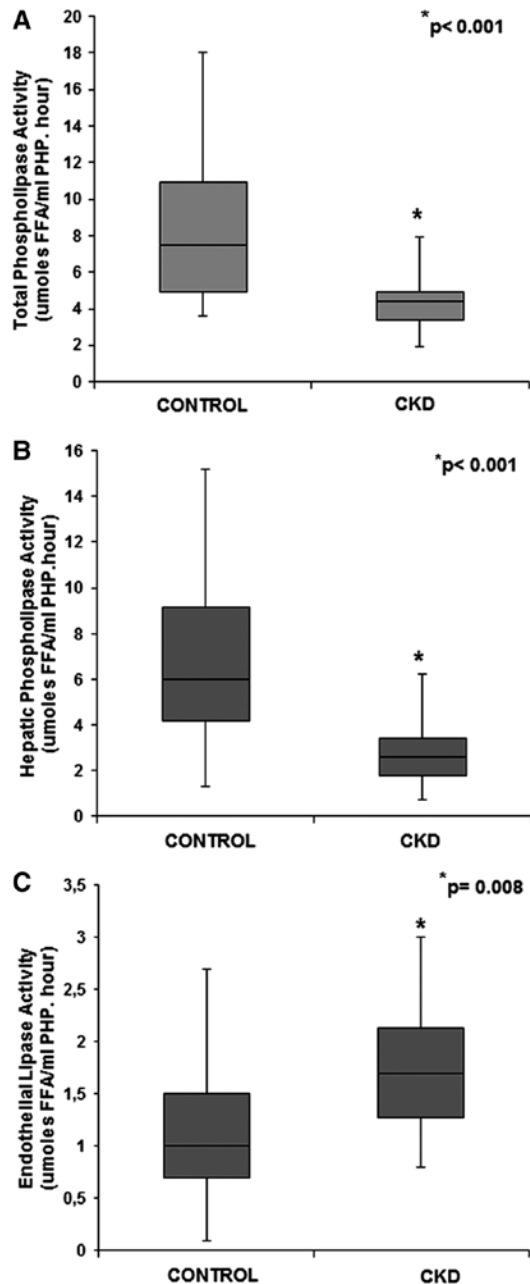 A
*p< 0.001
Total Phospholipase Activity
(umoles FFA/ml PHP. hour)
20
18
16
14
12
10
8
6
4
2
0
*
CONTROL
CKD
B
*p< 0.001
Hepatic Phospholipase Activity
(umoles FFA/ml PHP.hour)
16
14
12
10
8
6
4
2
0
*
CONTROL
CKD
C
*p= 0.008
Endothelial Lipase Activity
(umoles FFA/ml PHP. hour)
3,5
3
2,5
2
1,5
1
0,5
0
*
CONTROL
CKD